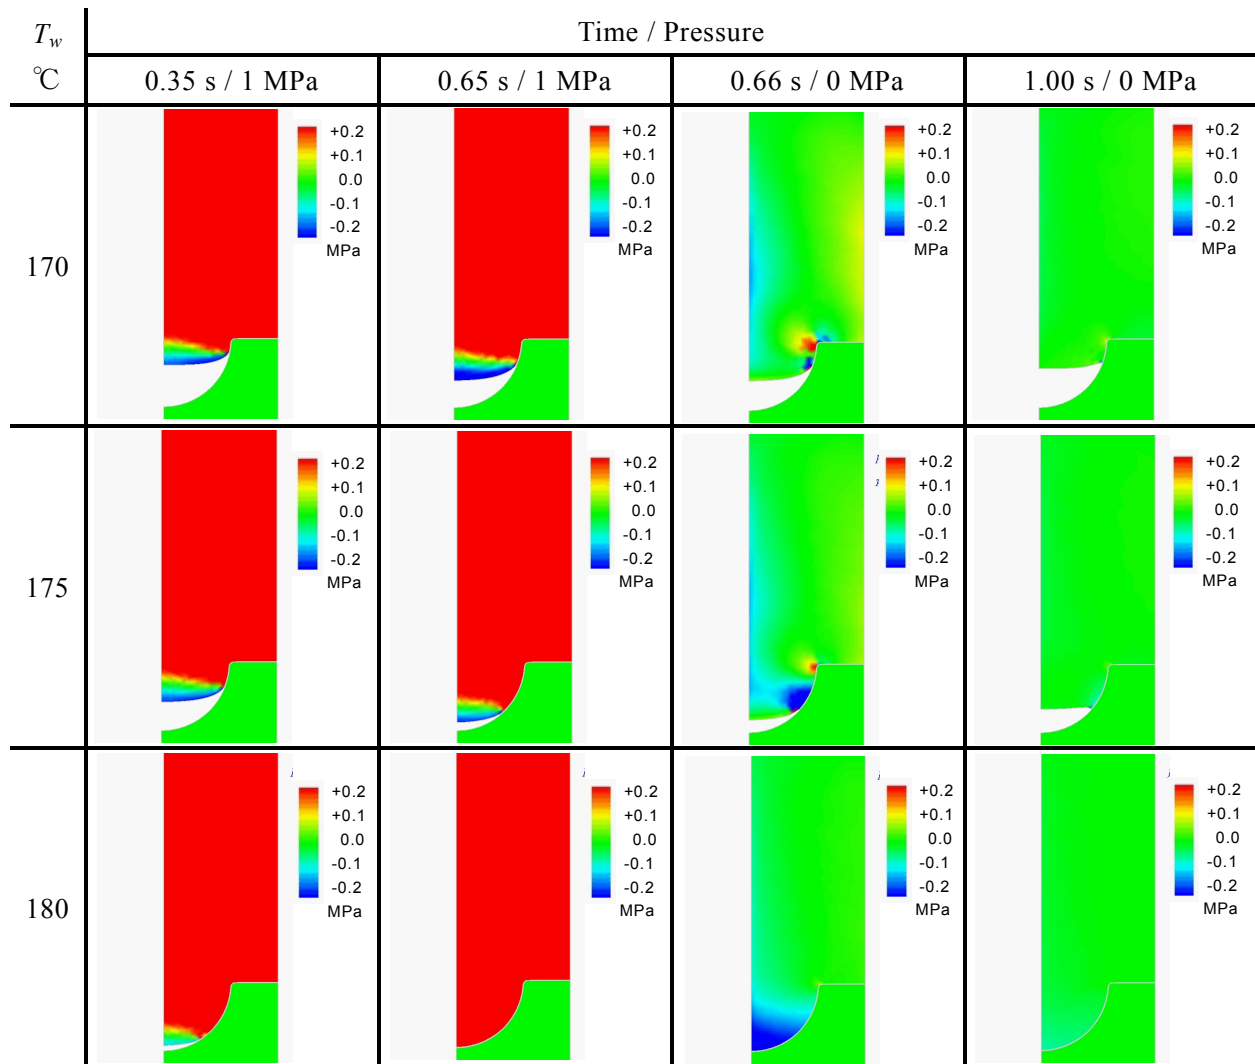 T_w Time / Pressure
℃ 0.35 s / 1 MPa 0.65 s / 1 MPa 0.66 s / 0 MPa 1.00 s / 0 MPa
+0.2 +0.2 +0.2 +0.2
+0.1 +0.1 +0.1 +0.1
0.0 0.0 0.0 0.0
-0.1 -0.1 -0.1 -0.1
-0.2 -0.2 -0.2 -0.2
MPa MPa MPa MPa
170
+0.2 +0.2 +0.2 +0.2
+0.1 +0.1 +0.1 +0.1
0.0 0.0 0.0 0.0
-0.1 -0.1 -0.1 -0.1
-0.2 -0.2 -0.2 -0.2
175 MPa MPa MPa MPa
+0.2 +0.2 +0.2 +0.2
+0.1 +0.1 +0.1 +0.1
0.0 0.0 0.0 0.0
-0.1 -0.1 -0.1 -0.1
-0.2 -0.2 -0.2 -0.2
180 MPa MPa MPa MPa